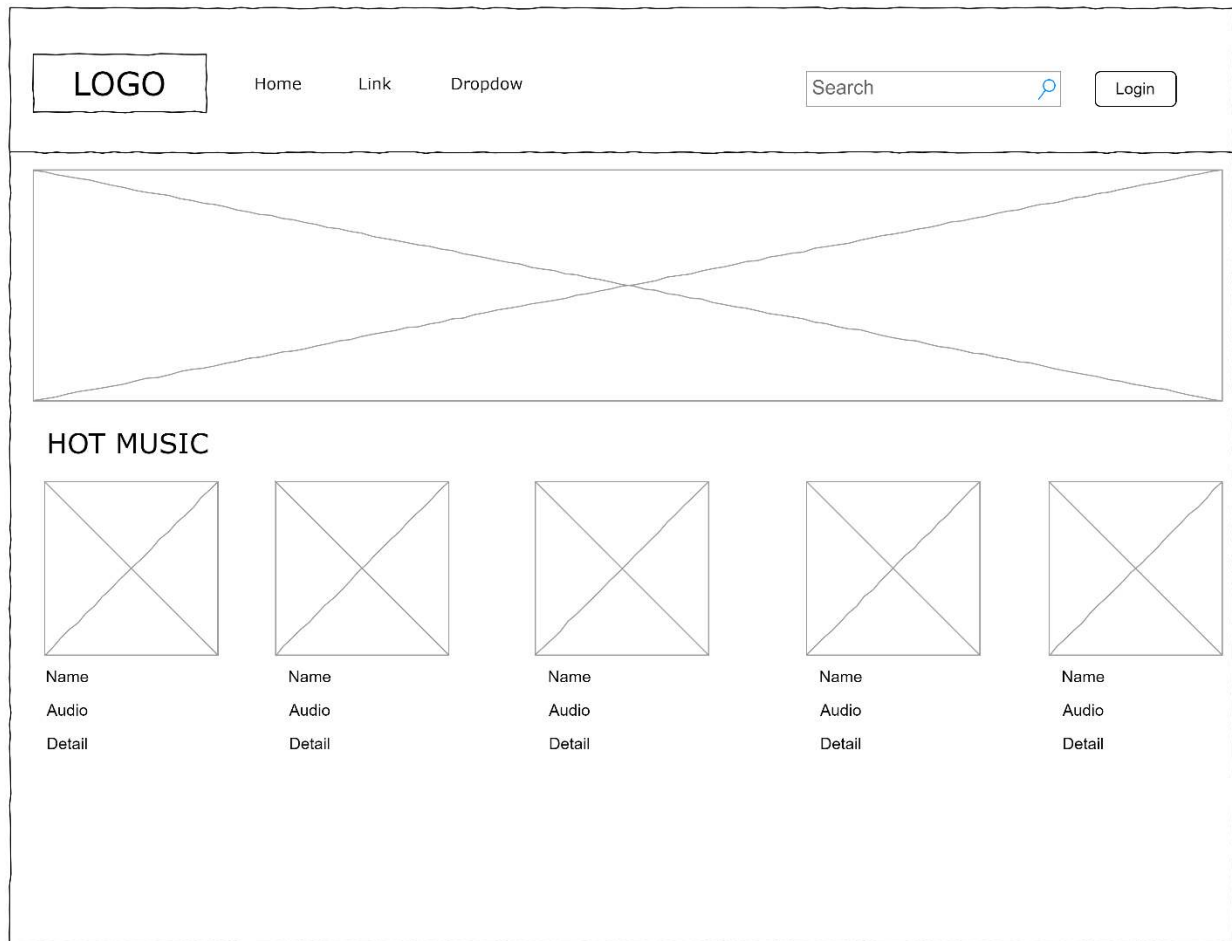 LOGO Home Link Dropdow Search Login
HOT MUSIC
Name Name Name Name Name
Audio Audio Audio Audio Audio
Detail Detail Detail Detail Detail